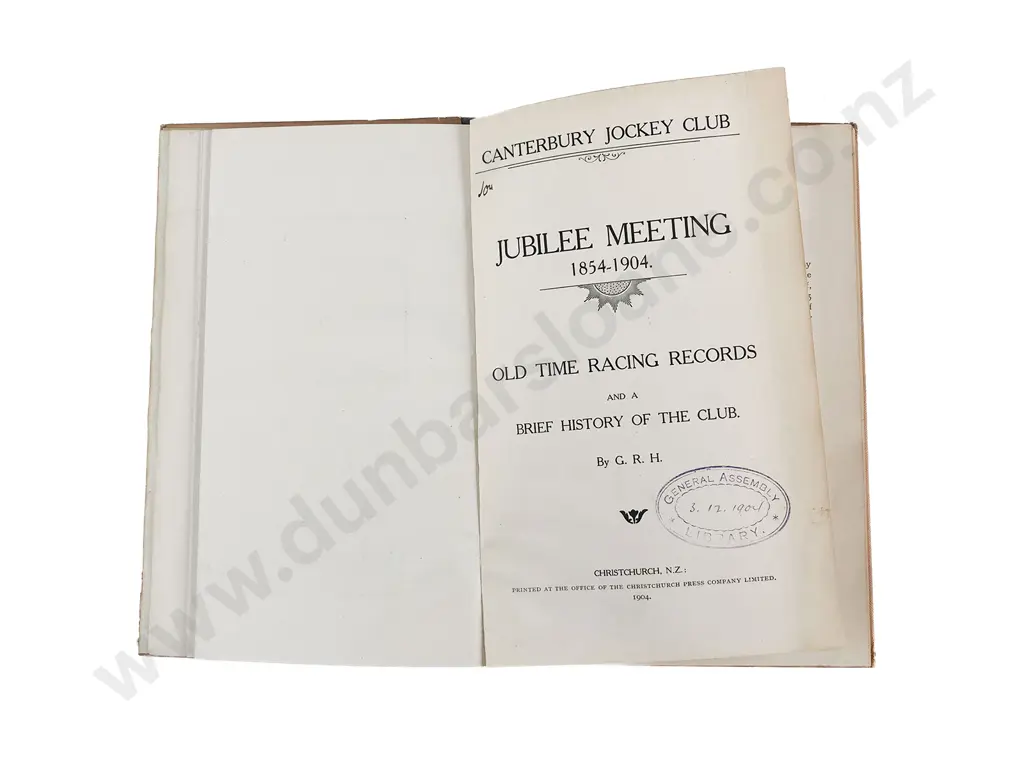 CANTERBURY JOCKEY CLUB
JUBILEE MEETING
1854-1904.
OLD TIME RACING RECORDS
AND A
BRIEF HISTORY OF THE CLUB.
By G. R. H.
GENERAL ASSEMBLY
3. 12. 1904
LIBRARY.
CHRISTCHURCH, N.Z.:
PRINTED AT THE OFFICE OF THE CHRISTCHURCH PRESS COMPANY LIMITED.
1904.
www.dunbarsloane.co.nz